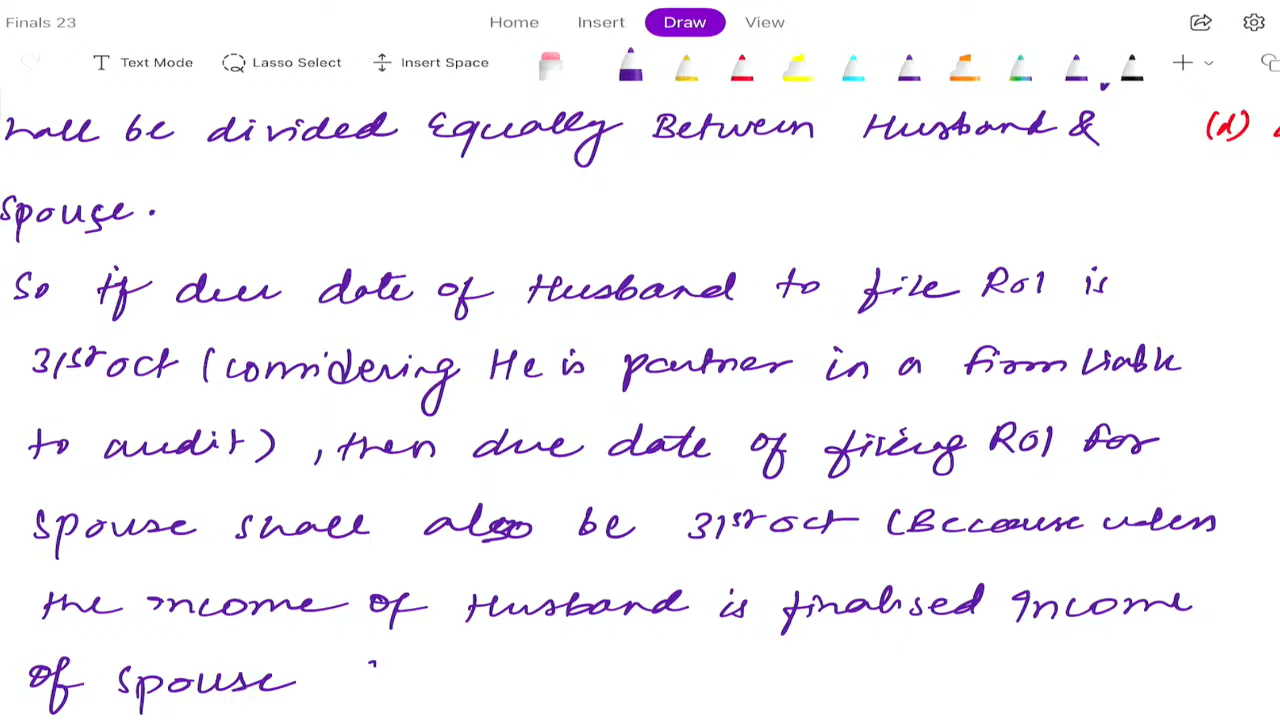 Finals 23 Home Insert Draw View
Text Mode Lasso Select Insert Space
hall be divided Equally Between Husband & (d)
Spouse.
So if due date of Husband to file ROI is
31st oct (considering He is partner in a firm liable
to audit), then due date of filing ROI for
spouse shall also be 31st oct (Because unless
the income of Husband is finalised Income
of spouse